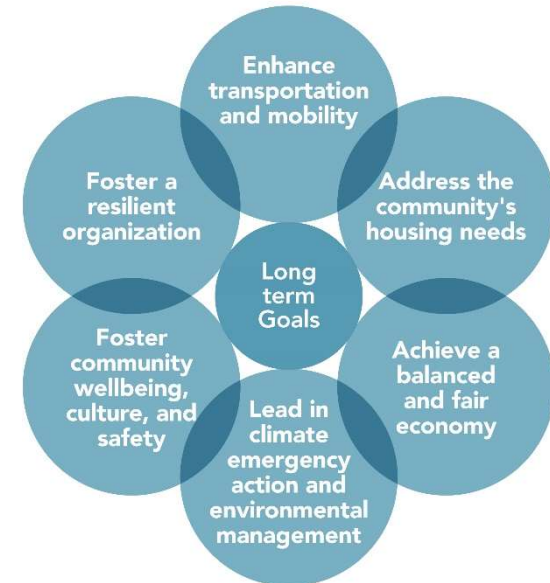 Enhance
transportation
and mobility
Address the
community's
housing needs
Achieve a
balanced
and fair
economy
Lead in
climate
emergency
action and
environmental
management
Foster
community
wellbeing,
culture, and
safety
Foster a
resilient
organization
Long
term
Goals